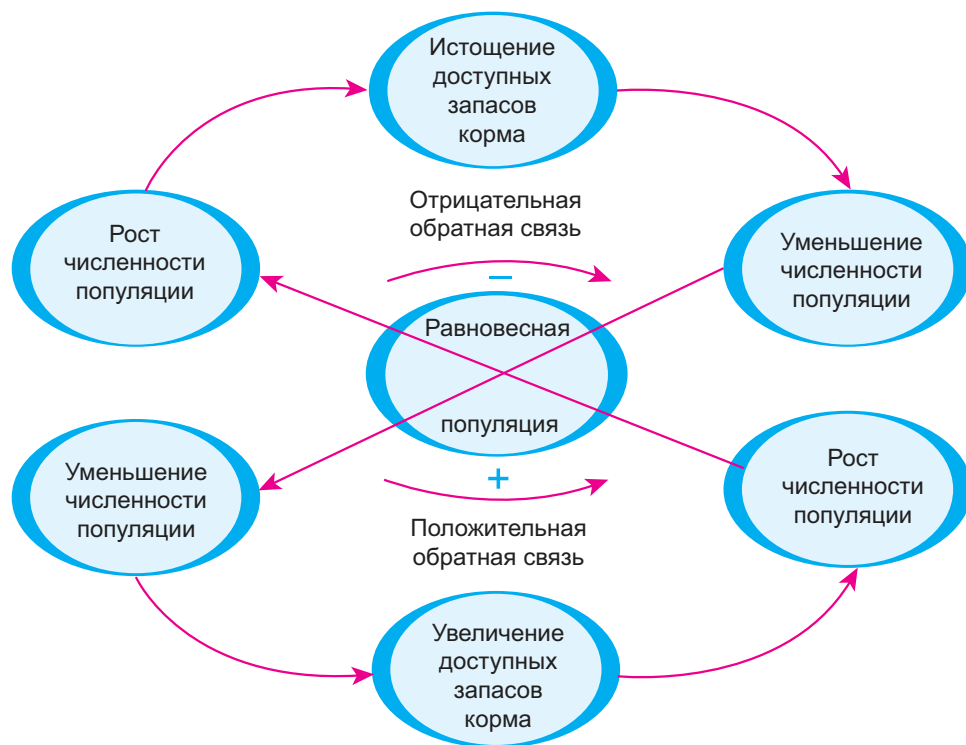 Истощение
доступных
запасов
корма
Отрицательная
обратная связь
Рост
численности
популяции
Уменьшение
численности
популяции
–
Равновесная
популяция
Уменьшение
численности
популяции
Рост
численности
популяции
+
Положительная
обратная связь
Увеличение
доступных
запасов
корма